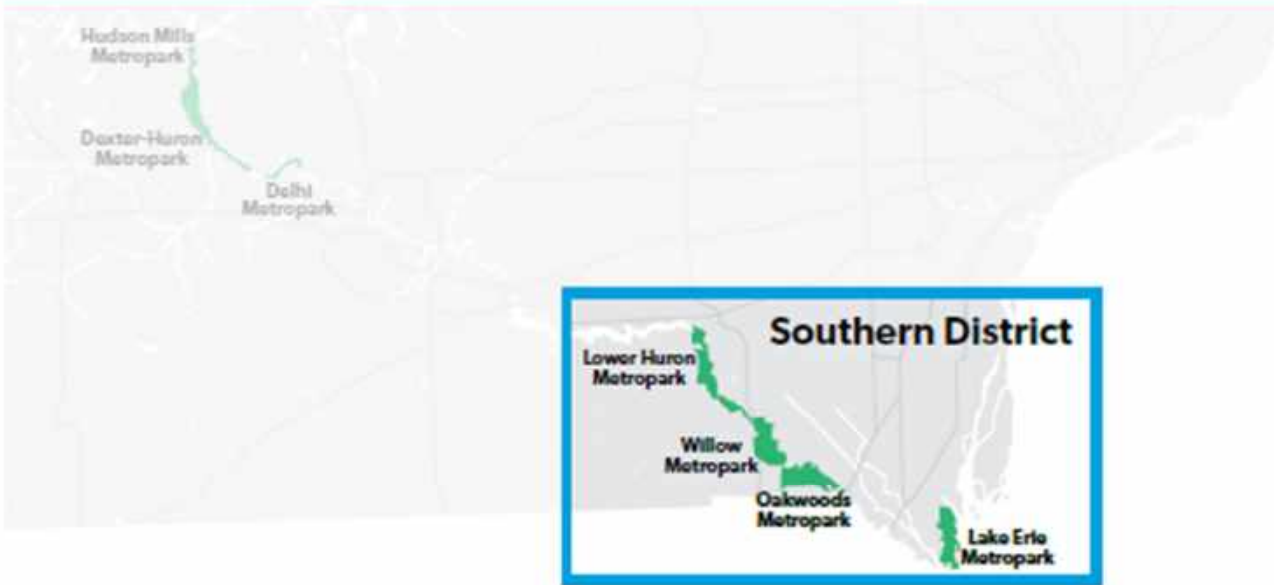 Hudson Mills
Metropark
Dexter-Huron
Metropark
Delhi
Metropark
Southern District
Lower Huron
Metropark
Willow
Metropark
Oakwoods
Metropark
Lake Erie
Metropark